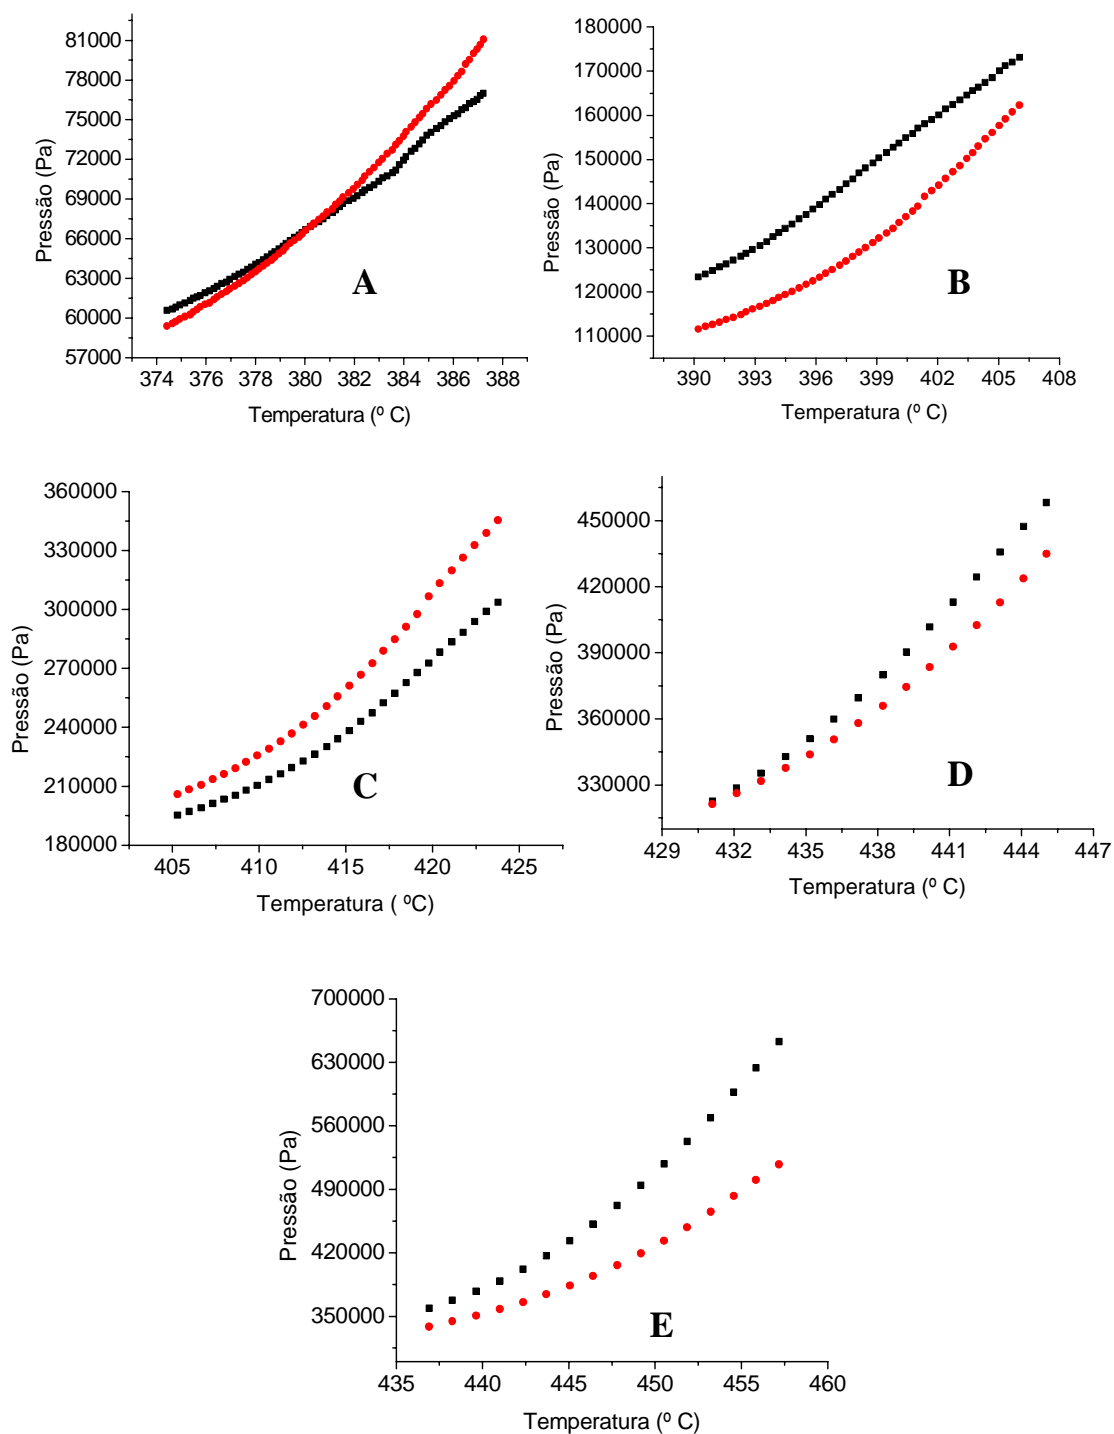 81000
78000
75000
72000
69000
66000
63000
60000
57000
Pressão (Pa)
A
374 376 378 380 382 384 386 388
Temperatura (º C)
180000
170000
160000
150000
140000
130000
120000
110000
Pressão (Pa)
B
390 393 396 399 402 405 408
Temperatura (º C)
360000
330000
300000
270000
240000
210000
180000
Pressão (Pa)
C
405 410 415 420 425
Temperatura ( ºC)
450000
420000
390000
360000
330000
Pressão (Pa)
D
429 432 435 438 441 444 447
Temperatura (º C)
700000
630000
560000
490000
420000
350000
Pressão (Pa)
E
435 440 445 450 455 460
Temperatura (º C)